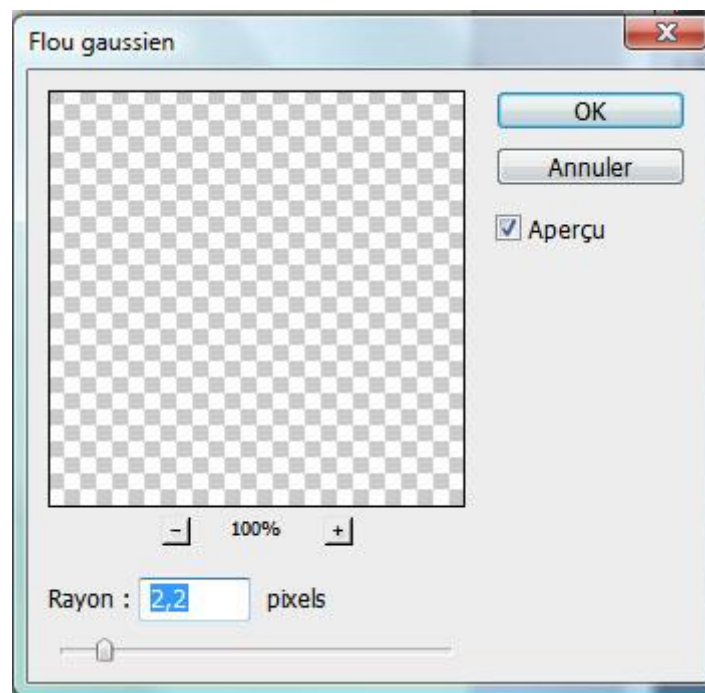 Flou gaussien
OK
Annuler
Aperçu
- 100% +
Rayon : 2,2 pixels